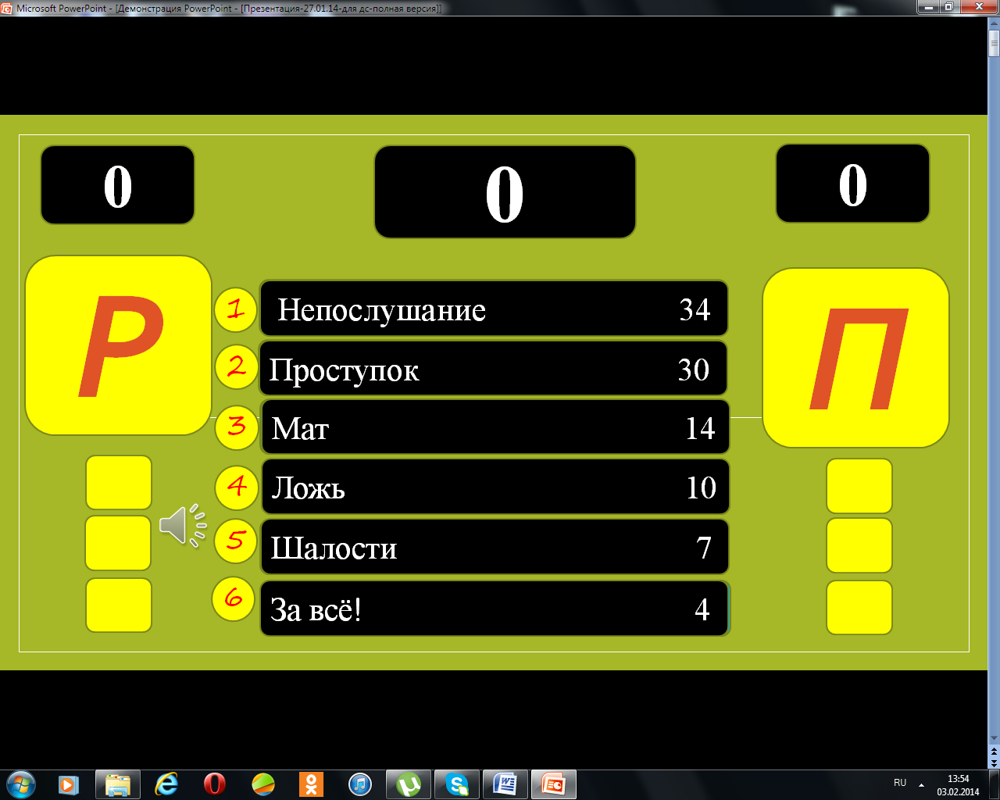 Microsoft PowerPoint - [Демонстрация PowerPoint - [Презентация-27.01.14-для дс-полная версия]]
0
0
0
Р
П
1 Непослушание 34
2 Проступок 30
3 Мат 14
4 Ложь 10
5 Шалости 7
6 За всё! 4
RU
13:54
03.02.2014